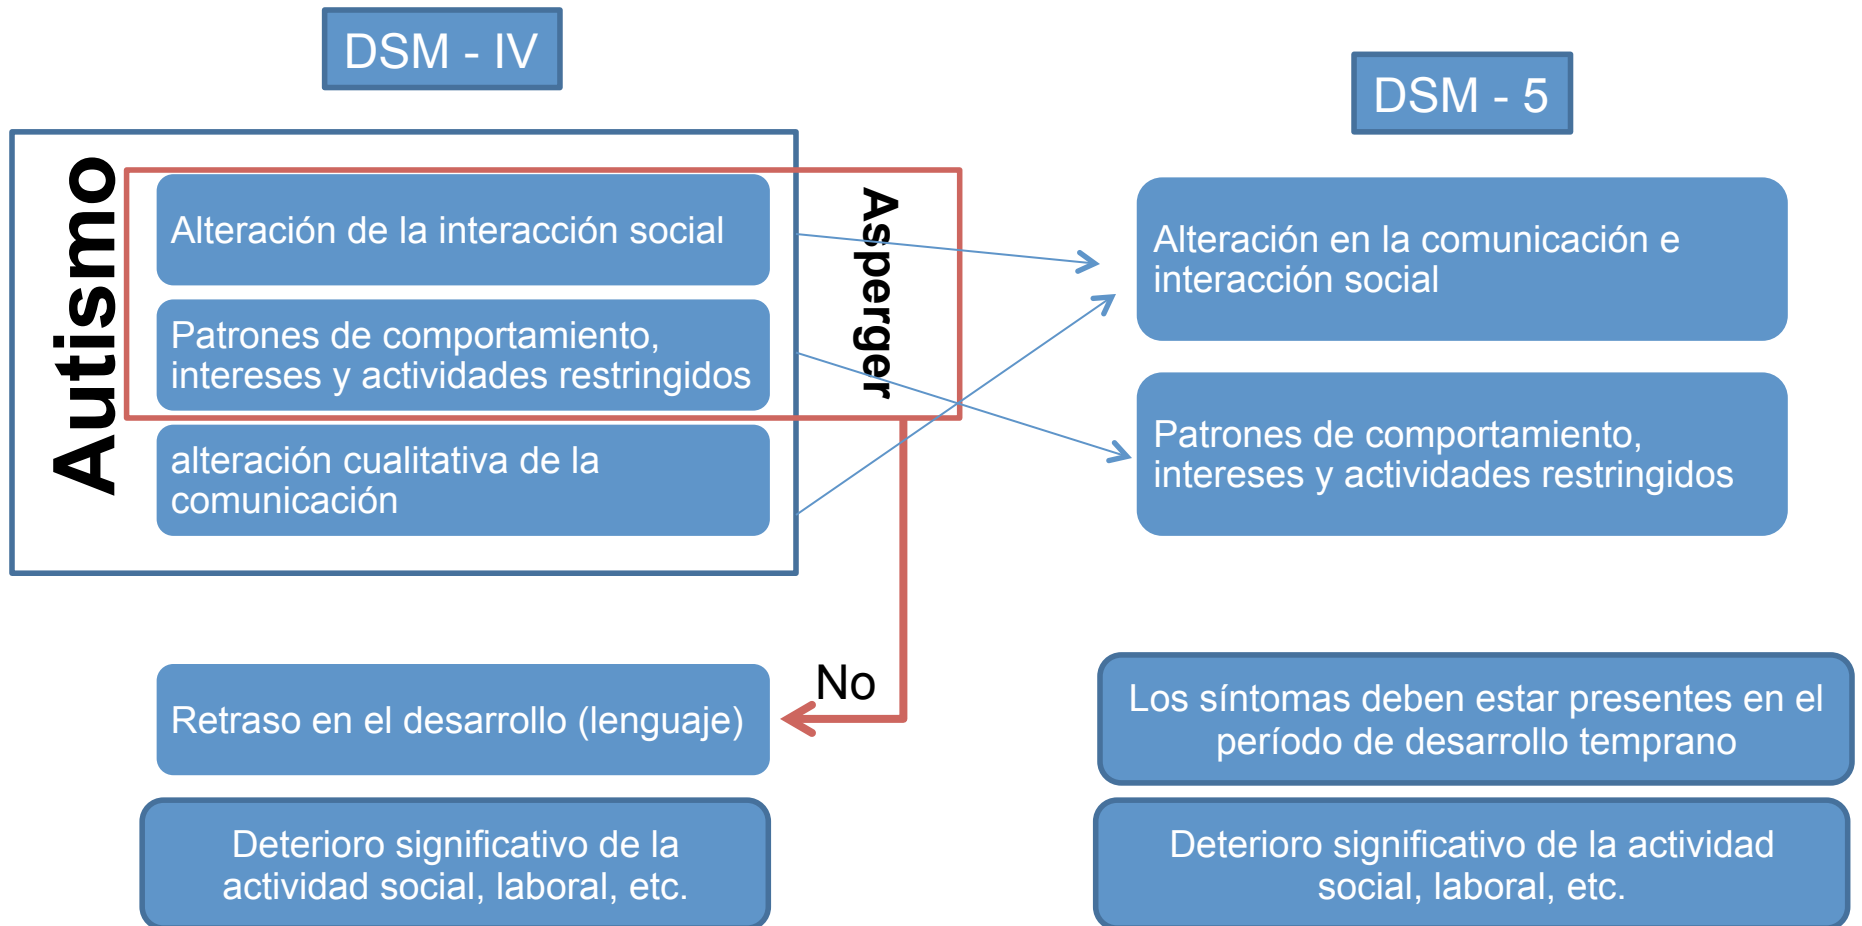 DSM - IV
DSM - 5
Autismo
Asperger
Alteración de la interacción social
Patrones de comportamiento,
intereses y actividades restringidos
alteración cualitativa de la
comunicación
Alteración en la comunicación e
interacción social
Patrones de comportamiento,
intereses y actividades restringidos
No
Retraso en el desarrollo (lenguaje)
Deterioro significativo de la
actividad social, laboral, etc.
Los síntomas deben estar presentes en el
período de desarrollo temprano
Deterioro significativo de la actividad
social, laboral, etc.